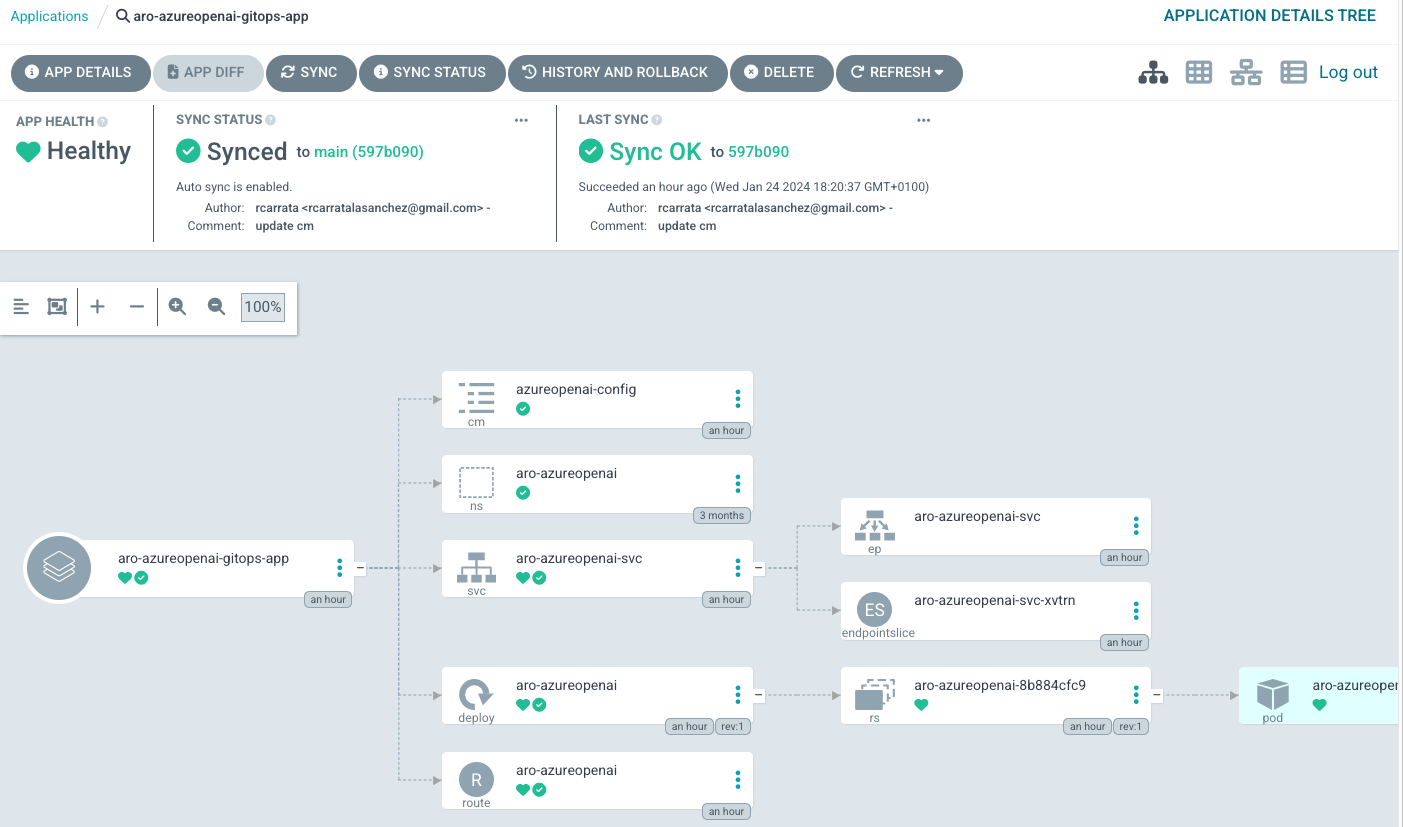 Applications / aro-azureopenai-gitops-app
APPLICATION DETAILS TREE
APP DETAILS APP DIFF SYNC SYNC STATUS HISTORY AND ROLLBACK DELETE REFRESH
Log out
APP HEALTH
Healthy
SYNC STATUS
Synced to main (597b090)
Auto sync is enabled.
Author: rcarrata <rcarratalasanchez@gmail.com> -
Comment: update cm
LAST SYNC
Sync OK to 597b090
Succeeded an hour ago (Wed Jan 24 2024 18:20:37 GMT+0100)
Author: rcarrata <rcarratalasanchez@gmail.com> -
Comment: update cm
100%
aro-azureopenai-gitops-app
an hour
azureopenai-config
cm
an hour
aro-azureopenai
ns
3 months
aro-azureopenai-svc
svc
an hour
aro-azureopenai-svc
ep
an hour
ES
aro-azureopenai-svc-xvtrn
endpointslice
an hour
aro-azureopenai
deploy
an hour rev:1
aro-azureopenai-8b884cfc9
rs
an hour rev:1
aro-azureoper
pod
R
aro-azureopenai
route
an hour